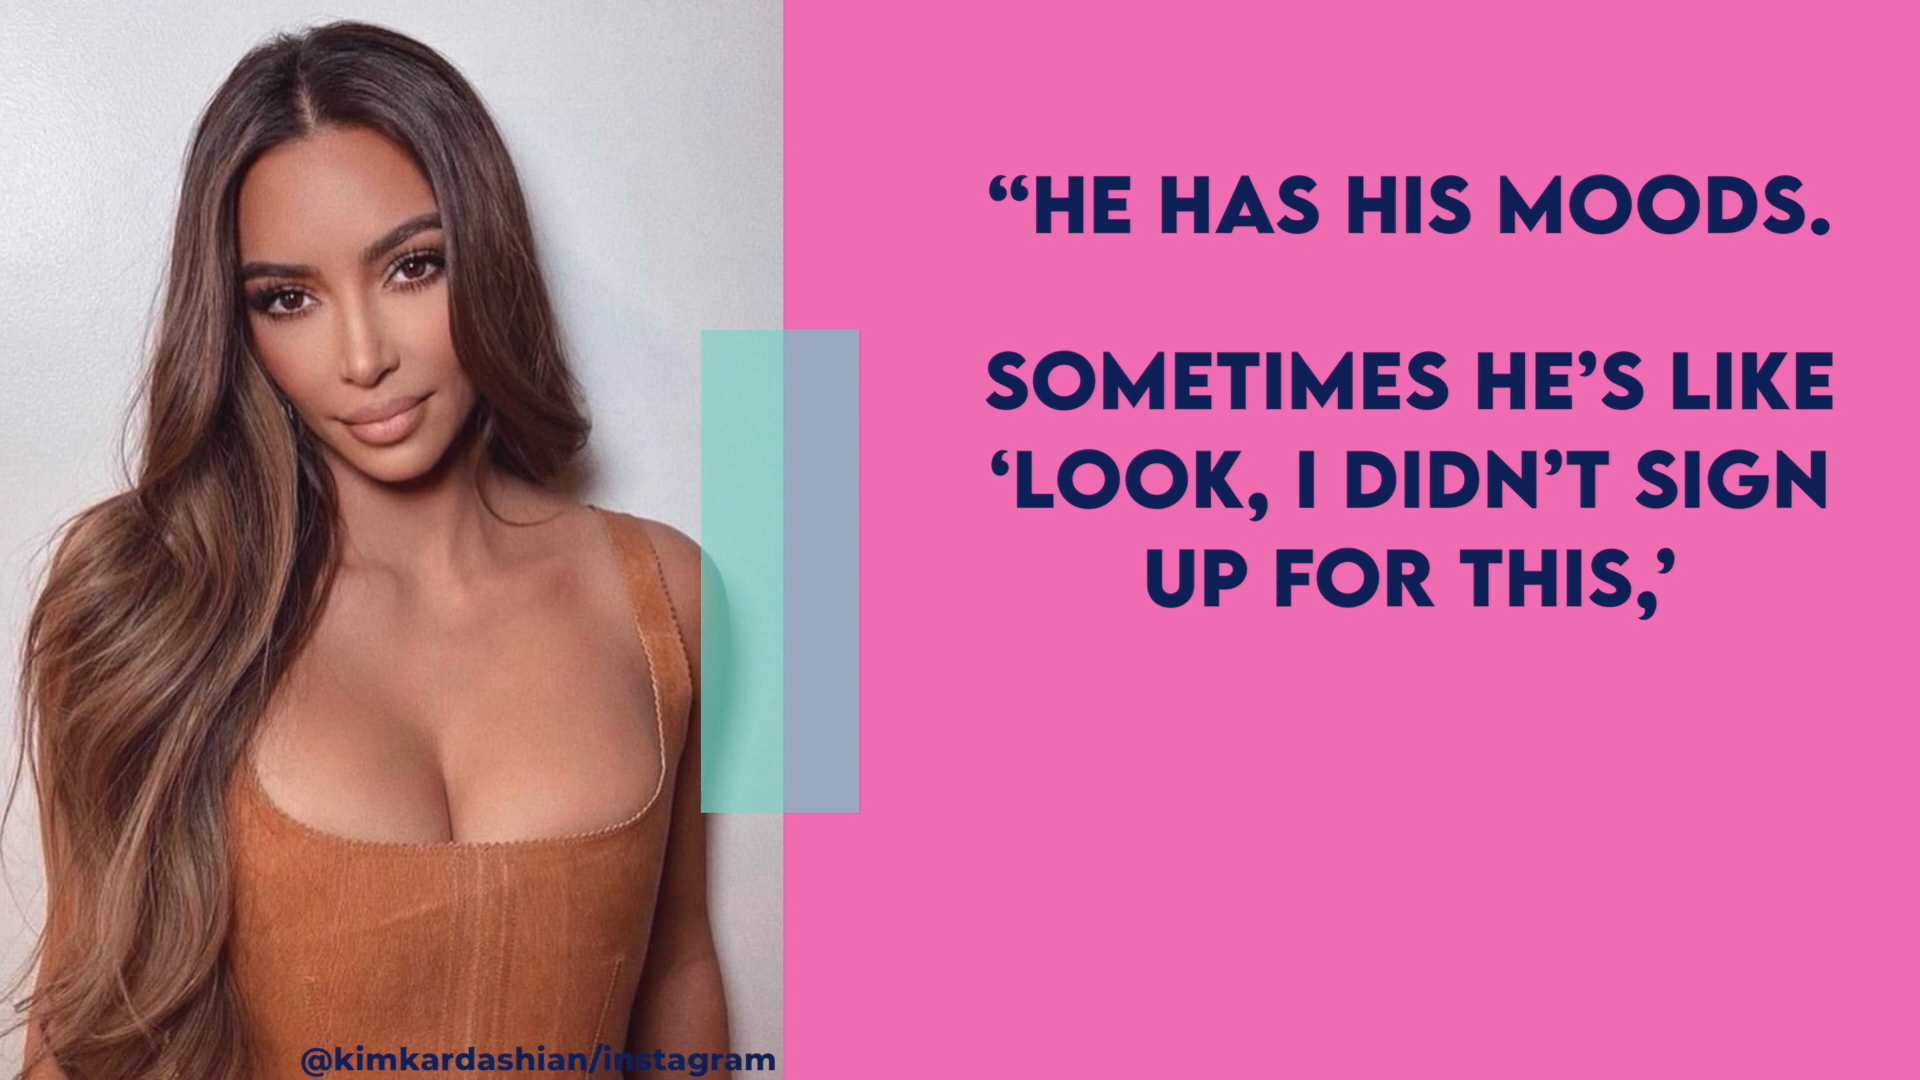 “HE HAS HIS MOODS.
SOMETIMES HE’S LIKE
‘LOOK, I DIDN’T SIGN
UP FOR THIS,’
@kimkardashian/instagram